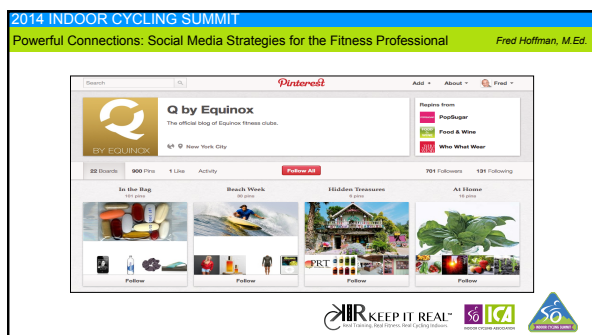 2014 INDOOR CYCLING SUMMIT
Powerful Connections: Social Media Strategies for the Fitness Professional Fred Hoffman, M.Ed.
Search Pinterest Add + About Fred
Q by Equinox
The official blog of Equinox fitness clubs.
New York City
BY EQUINOX
Repins from
PopSugar
Food & Wine
Who What Wear
22 Boards 900 Pins 1 Like Activity Follow All 701 Followers 131 Following
In the Bag Beach Week Hidden Treasures At Home
Follow Follow Follow Follow
PRT
KEEP IT REAL™
Real Training, Real Fitness, Real Cycling Indoors.
ICA
INDOOR CYCLING ASSOCIATION
INDOOR CYCLING SUMMIT